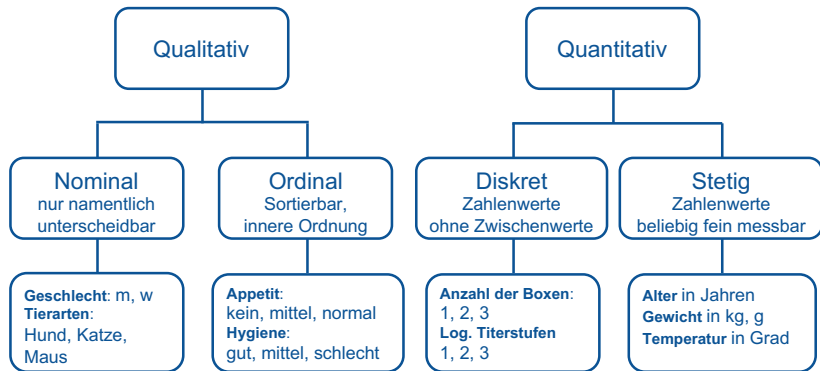 Qualitativ
Quantitativ
Nominal
nur namentlich
unterscheidbar
Ordinal
Sortierbar,
innere Ordnung
Diskret
Zahlenwerte
ohne Zwischenwerte
Stetig
Zahlenwerte
beliebig fein messbar
Geschlecht: m, w
Tierarten:
Hund, Katze,
Maus
Appetit:
kein, mittel, normal
Hygiene:
gut, mittel, schlecht
Anzahl der Boxen:
1, 2, 3
Log. Titerstufen
1, 2, 3
Alter in Jahren
Gewicht in kg, g
Temperatur in Grad